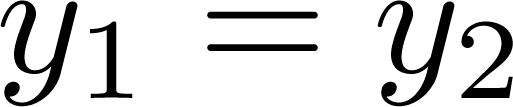 y₁ = y₂